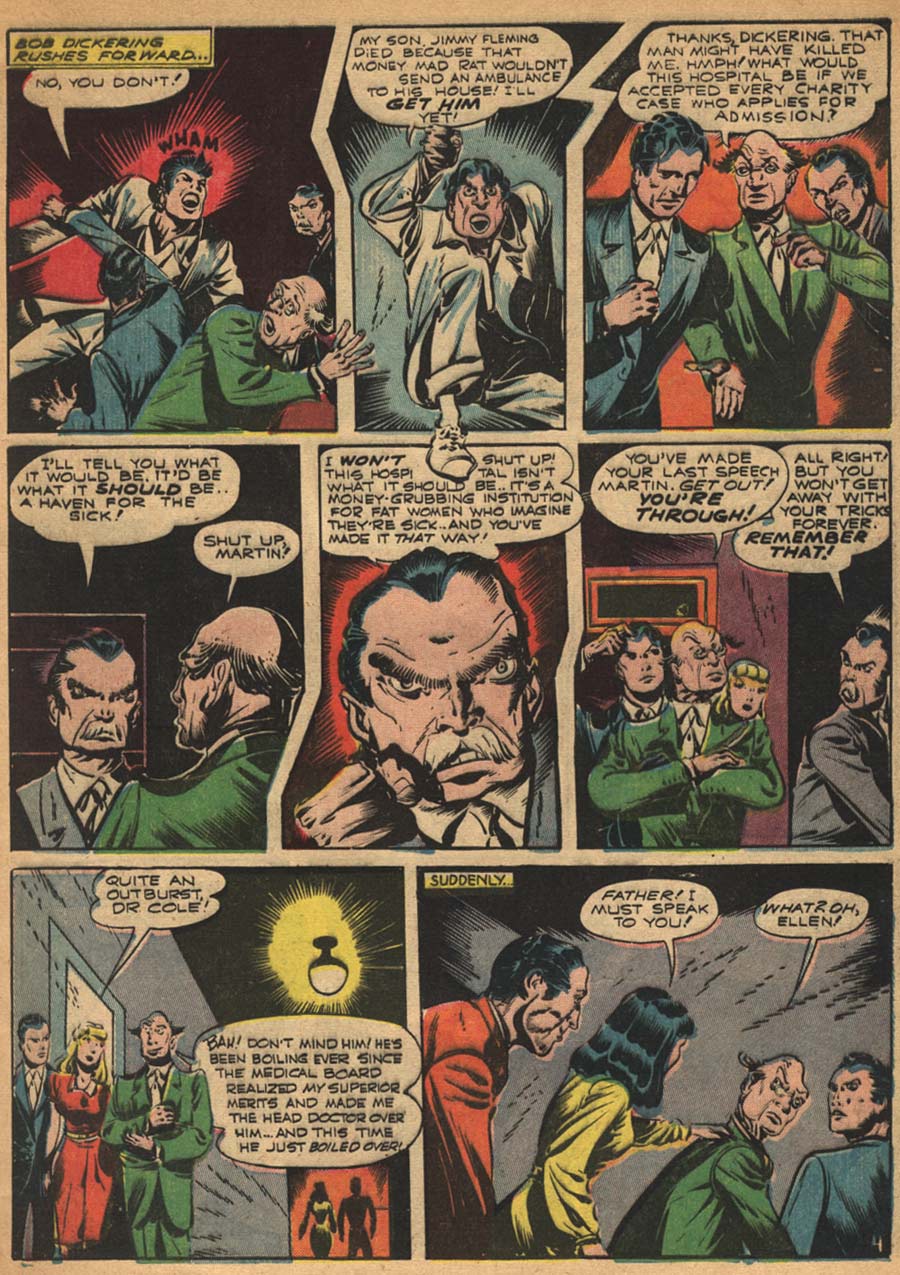 BOB DICKERING
RUSHES FORWARD...
NO, YOU DON'T!
WHAM
MY SON, JIMMY FLEMING
DIED BECAUSE THAT
MONEY MAD RAT WOULDN'T
SEND AN AMBULANCE
TO HIS HOUSE! I'LL
GET HIM
YET!
THANKS, DICKERING. THAT
MAN MIGHT HAVE KILLED
ME. HMPH! WHAT WOULD
THIS HOSPITAL BE IF WE
ACCEPTED EVERY CHARITY
CASE WHO APPLIES FOR
ADMISSION?
I'LL TELL YOU WHAT
IT WOULD BE. IT'D BE
WHAT IT SHOULD BE..
A HAVEN FOR THE
SICK!
SHUT UP,
MARTIN!
I WON'T SHUT UP!
THIS HOSPITAL ISN'T
WHAT IT SHOULD BE.. IT'S A
MONEY-GRUBBING INSTITUTION
FOR FAT WOMEN WHO IMAGINE
THEY'RE SICK..AND YOU'VE
MADE IT THAT WAY!
YOU'VE MADE
YOUR LAST SPEECH
MARTIN. GET OUT!
YOU'RE
THROUGH!
ALL RIGHT!
BUT YOU
WON'T GET
AWAY WITH
YOUR TRICKS
FOREVER.
REMEMBER
THAT!
QUITE AN
OUTBURST,
DR. COLE!
BAH! DON'T MIND HIM! HE'S
BEEN BOILING EVER SINCE
THE MEDICAL BOARD
REALIZED MY SUPERIOR
MERITS AND MADE ME
THE HEAD DOCTOR OVER
HIM...AND THIS TIME
HE JUST BOILED OVER!
SUDDENLY...
FATHER! I
MUST SPEAK
TO YOU!
WHAT? OH,
ELLEN!
4